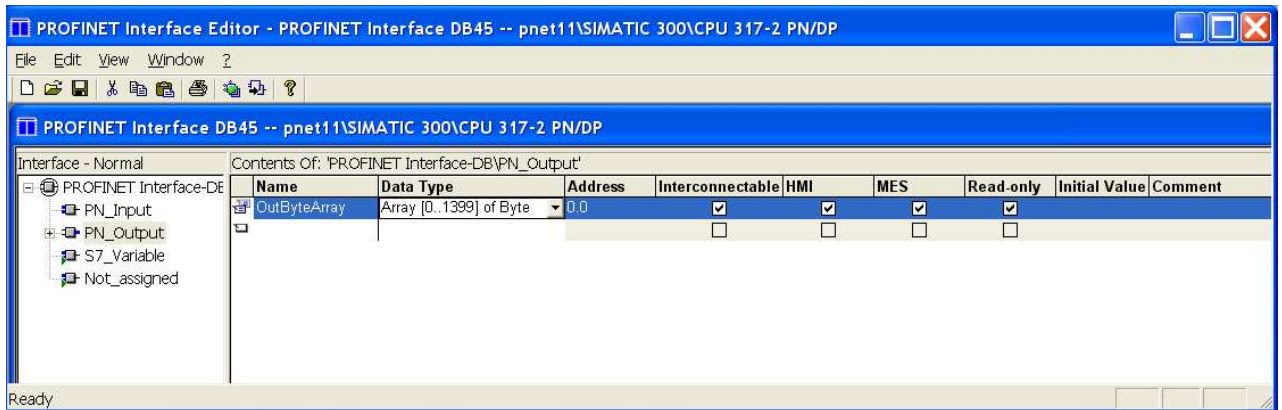 PROFINET Interface Editor - PROFINET Interface DB45 -- pnet11\SIMATIC 300\CPU 317-2 PN/DP
File Edit View Window ?
PROFINET Interface DB45 -- pnet11\SIMATIC 300\CPU 317-2 PN/DP
Interface - Normal
Contents Of: 'PROFINET Interface-DB\PN_Output'
PROFINET Interface-DE
Name Data Type Address Interconnectable HMI MES Read-only Initial Value Comment
PN_Input
OutByteArray Array [0..1399] of Byte 0.0
PN_Output
S7_Variable
Not_assigned
Ready